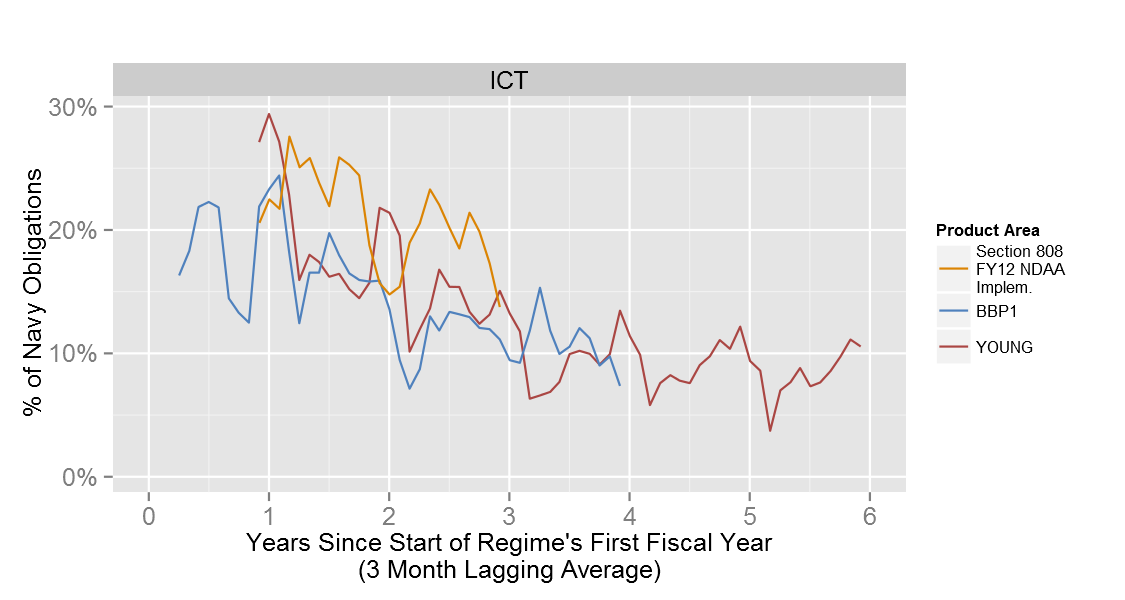 ICT
30%
20%
10%
0%
% of Navy Obligations
0 1 2 3 4 5 6
Years Since Start of Regime's First Fiscal Year
(3 Month Lagging Average)
Product Area
Section 808
FY12 NDAA
Implem.
BBP1
YOUNG